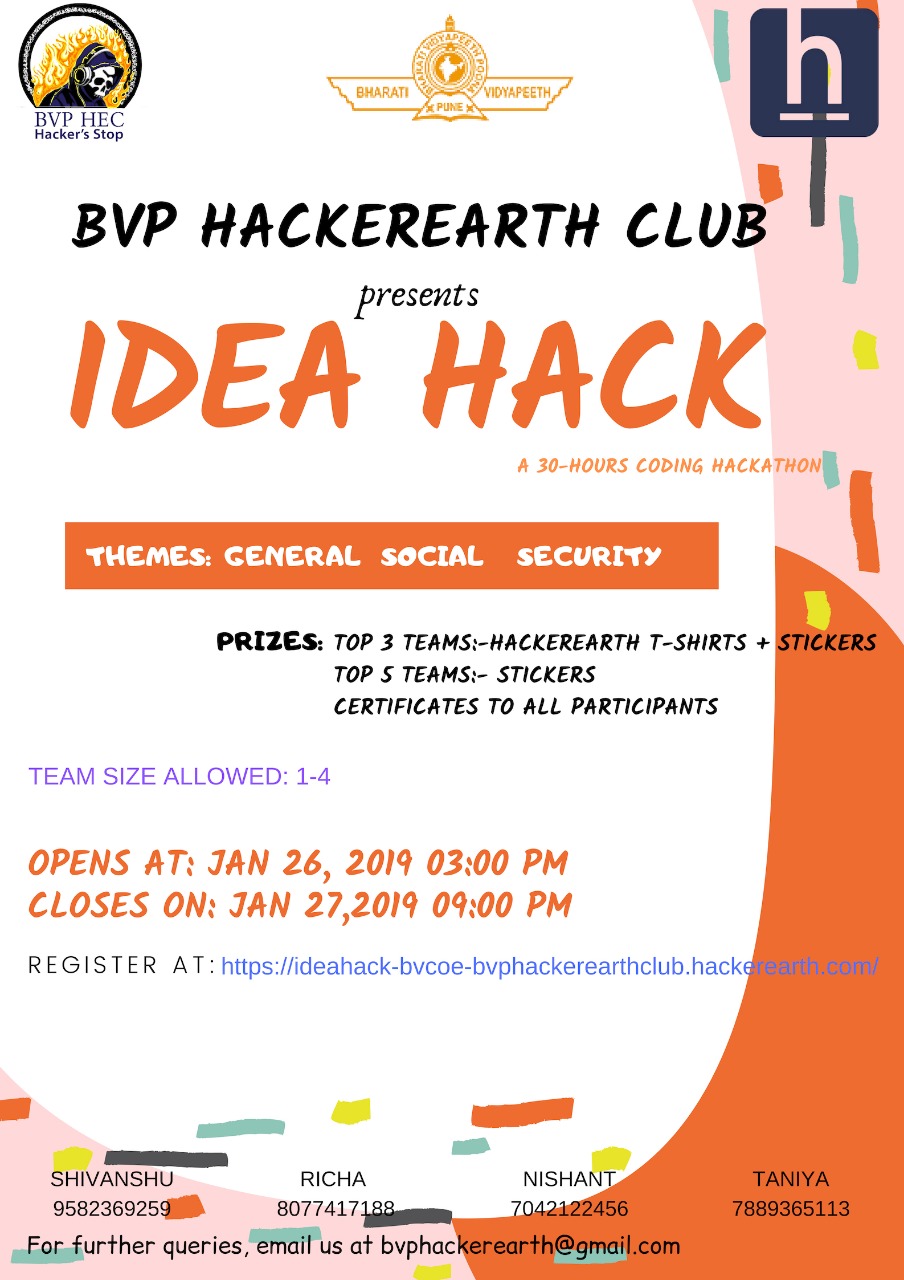 BVP HEC
Hacker's Stop
BHARATI VIDYAPEETH POONA
BHARATI VIDYAPEETH
PUNE
h
BVP HACKEREARTH CLUB
presents
IDEA HACK
A 30-HOURS CODING HACKATHON
THEMES: GENERAL SOCIAL SECURITY
PRIZES: TOP 3 TEAMS:-HACKEREARTH T-SHIRTS + STICKERS
TOP 5 TEAMS:- STICKERS
CERTIFICATES TO ALL PARTICIPANTS
TEAM SIZE ALLOWED: 1-4
OPENS AT: JAN 26, 2019 03:00 PM
CLOSES ON: JAN 27,2019 09:00 PM
REGISTER AT: https://ideahack-bvcoe-bvphackerearthclub.hackerearth.com/
SHIVANSHU RICHA NISHANT TANIYA
9582369259 8077417188 7042122456 7889365113
For further queries, email us at bvphackerearth@gmail.com